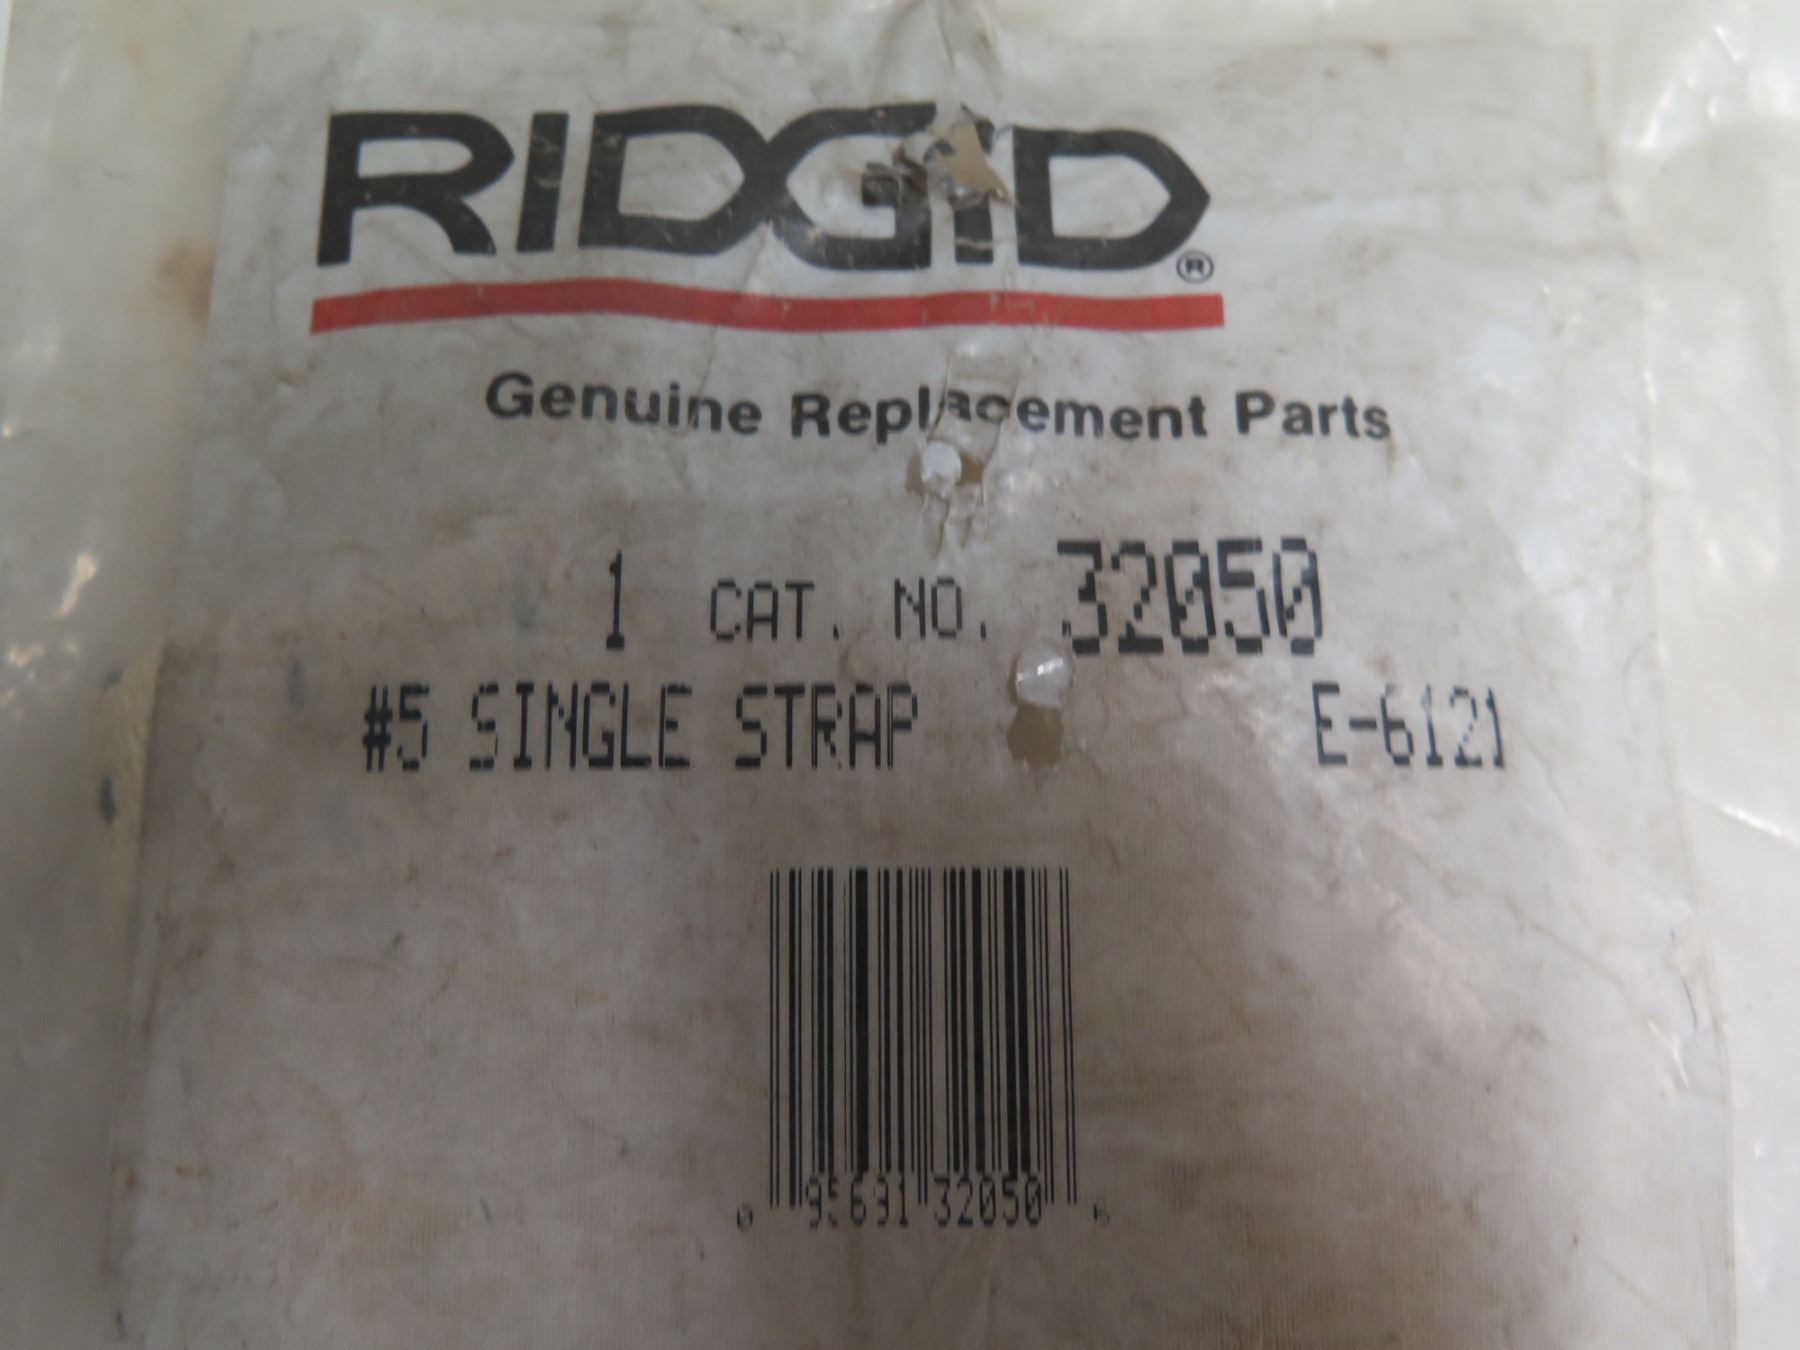 RIDGID®
Genuine Replacement Parts
1 CAT. NO. 32050
#5 SINGLE STRAP E-6121
0 95691 32050 6